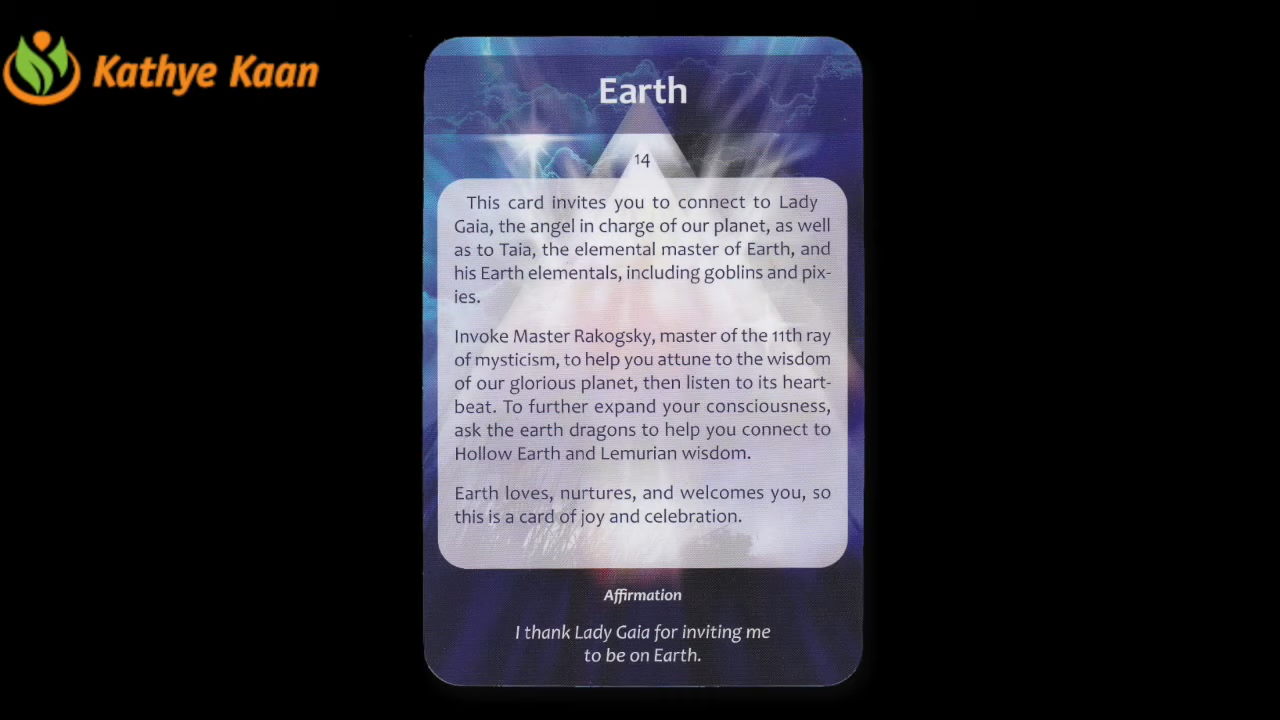 Kathye Kaan
Earth
14
This card invites you to connect to Lady
Gaia, the angel in charge of our planet, as well
as to Taia, the elemental master of Earth, and
his Earth elementals, including goblins and pix-
ies.
Invoke Master Rakogsky, master of the 11th ray
of mysticism, to help you attune to the wisdom
of our glorious planet, then listen to its heart-
beat. To further expand your consciousness,
ask the earth dragons to help you connect to
Hollow Earth and Lemurian wisdom.
Earth loves, nurtures, and welcomes you, so
this is a card of joy and celebration.
Affirmation
I thank Lady Gaia for inviting me
to be on Earth.